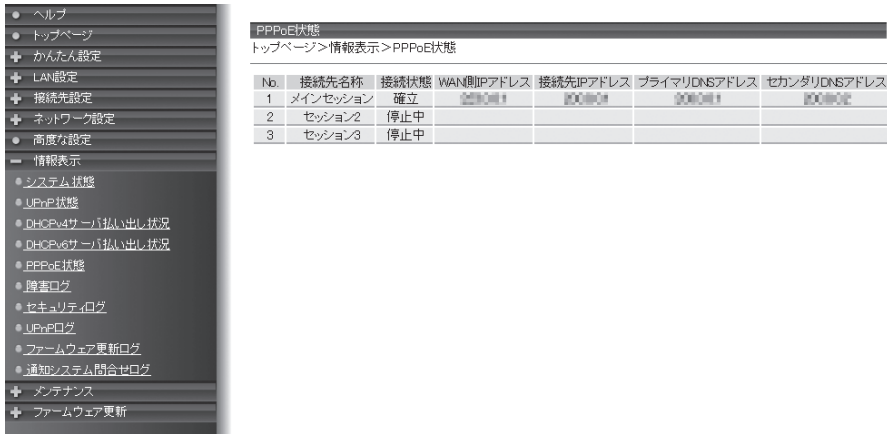 ヘルプ
トップページ
かんたん設定
LAN設定
接続先設定
ネットワーク設定
高度な設定
情報表示
システム状態
UPnP状態
DHCPv4サーバ払い出し状況
DHCPv6サーバ払い出し状況
PPPoE状態
障害ログ
セキュリティログ
UPnPログ
ファームウェア更新ログ
通知システム問合せログ
メンテナンス
ファームウェア更新
PPPoE状態
トップページ>情報表示>PPPoE状態
No. 接続先名称 接続状態 WAN側IPアドレス 接続先IPアドレス プライマリDNSアドレス セカンダリDNSアドレス
1 メインセッション 確立
2 セッション2 停止中
3 セッション3 停止中